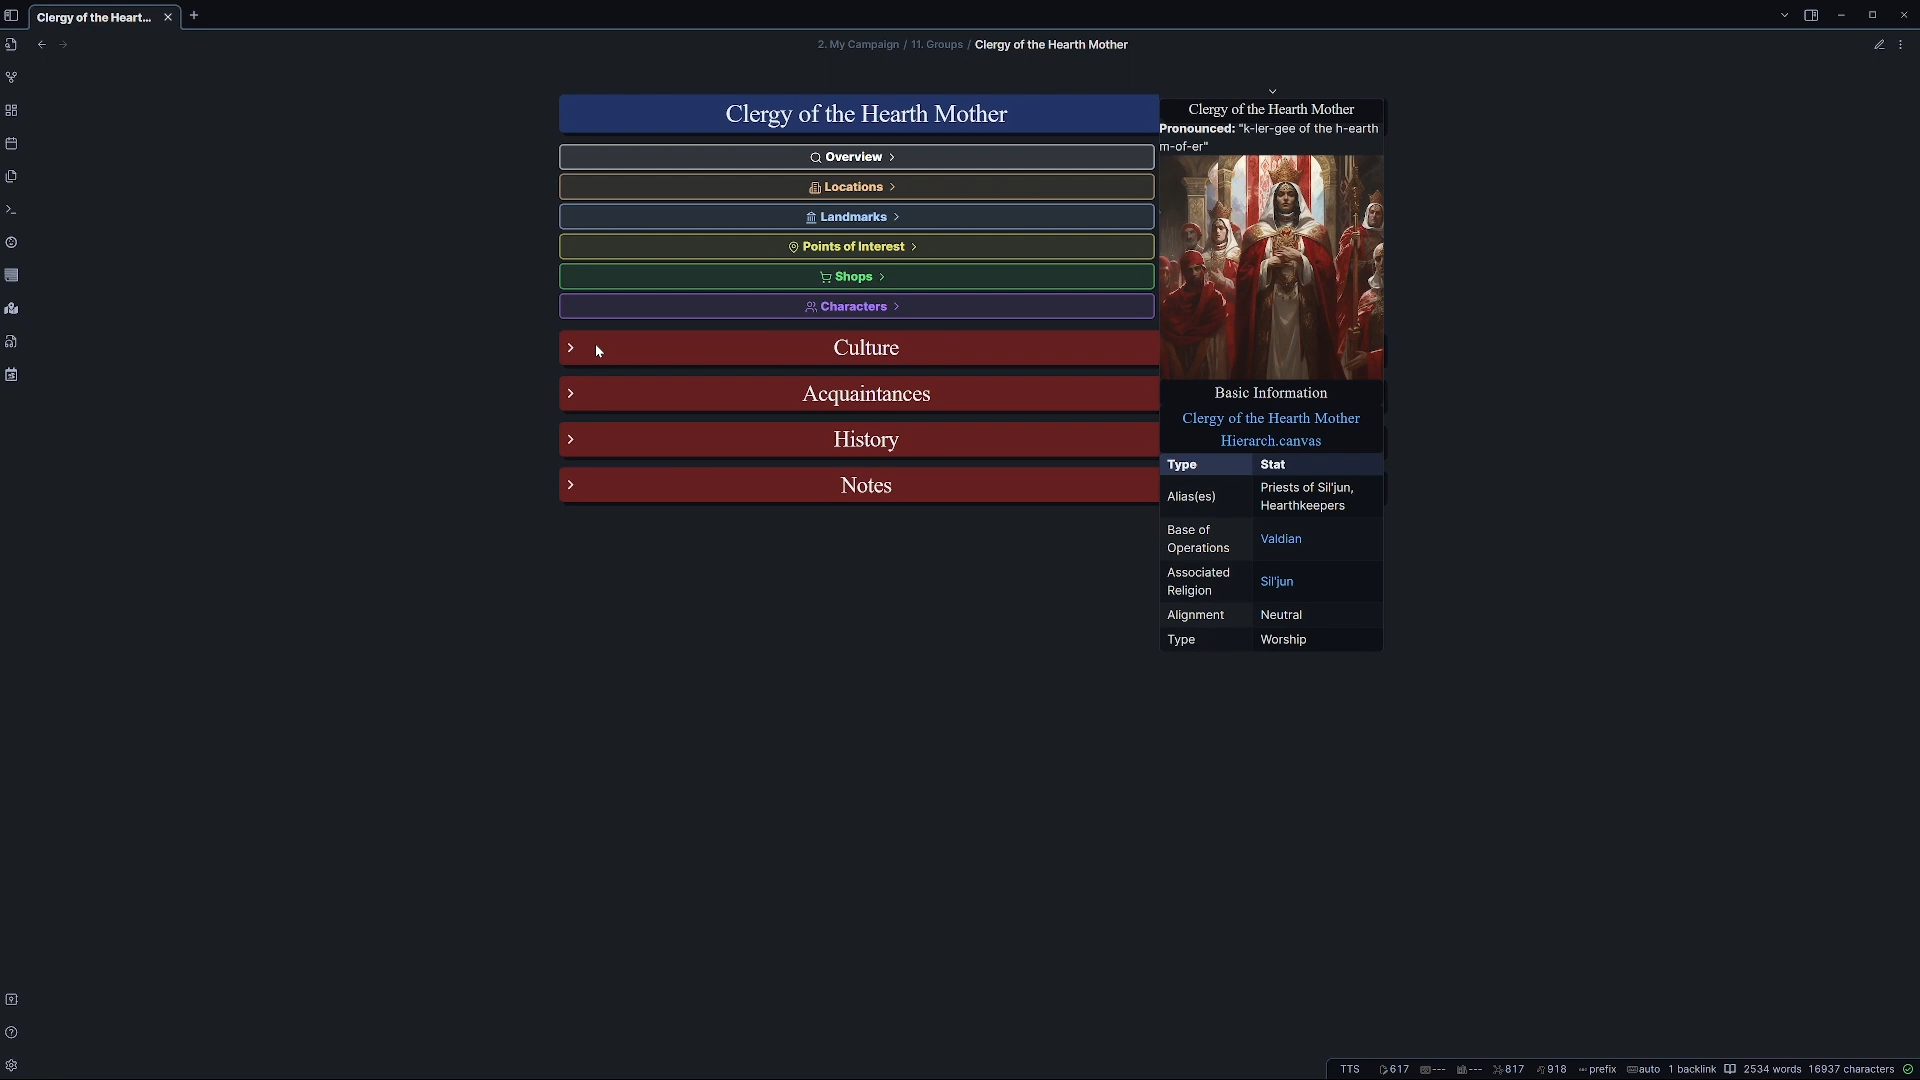 Clergy of the Heart...
2. My Campaign / 11. Groups / Clergy of the Hearth Mother
Clergy of the Hearth Mother
Overview
Locations
Landmarks
Points of Interest
Shops
Characters
Culture
Acquaintances
History
Notes
Clergy of the Hearth Mother
Pronounced: "k-ler-gee of the h-earth
m-of-er"
Basic Information
Clergy of the Hearth Mother
Hierarch.canvas
Type Stat
Alias(es) Priests of Sil'jun,
Hearthkeepers
Base of
Operations Valdian
Associated
Religion Sil'jun
Alignment Neutral
Type Worship
TTS 617 --- --- 817 918 prefix auto 1 backlink 2534 words 16937 characters